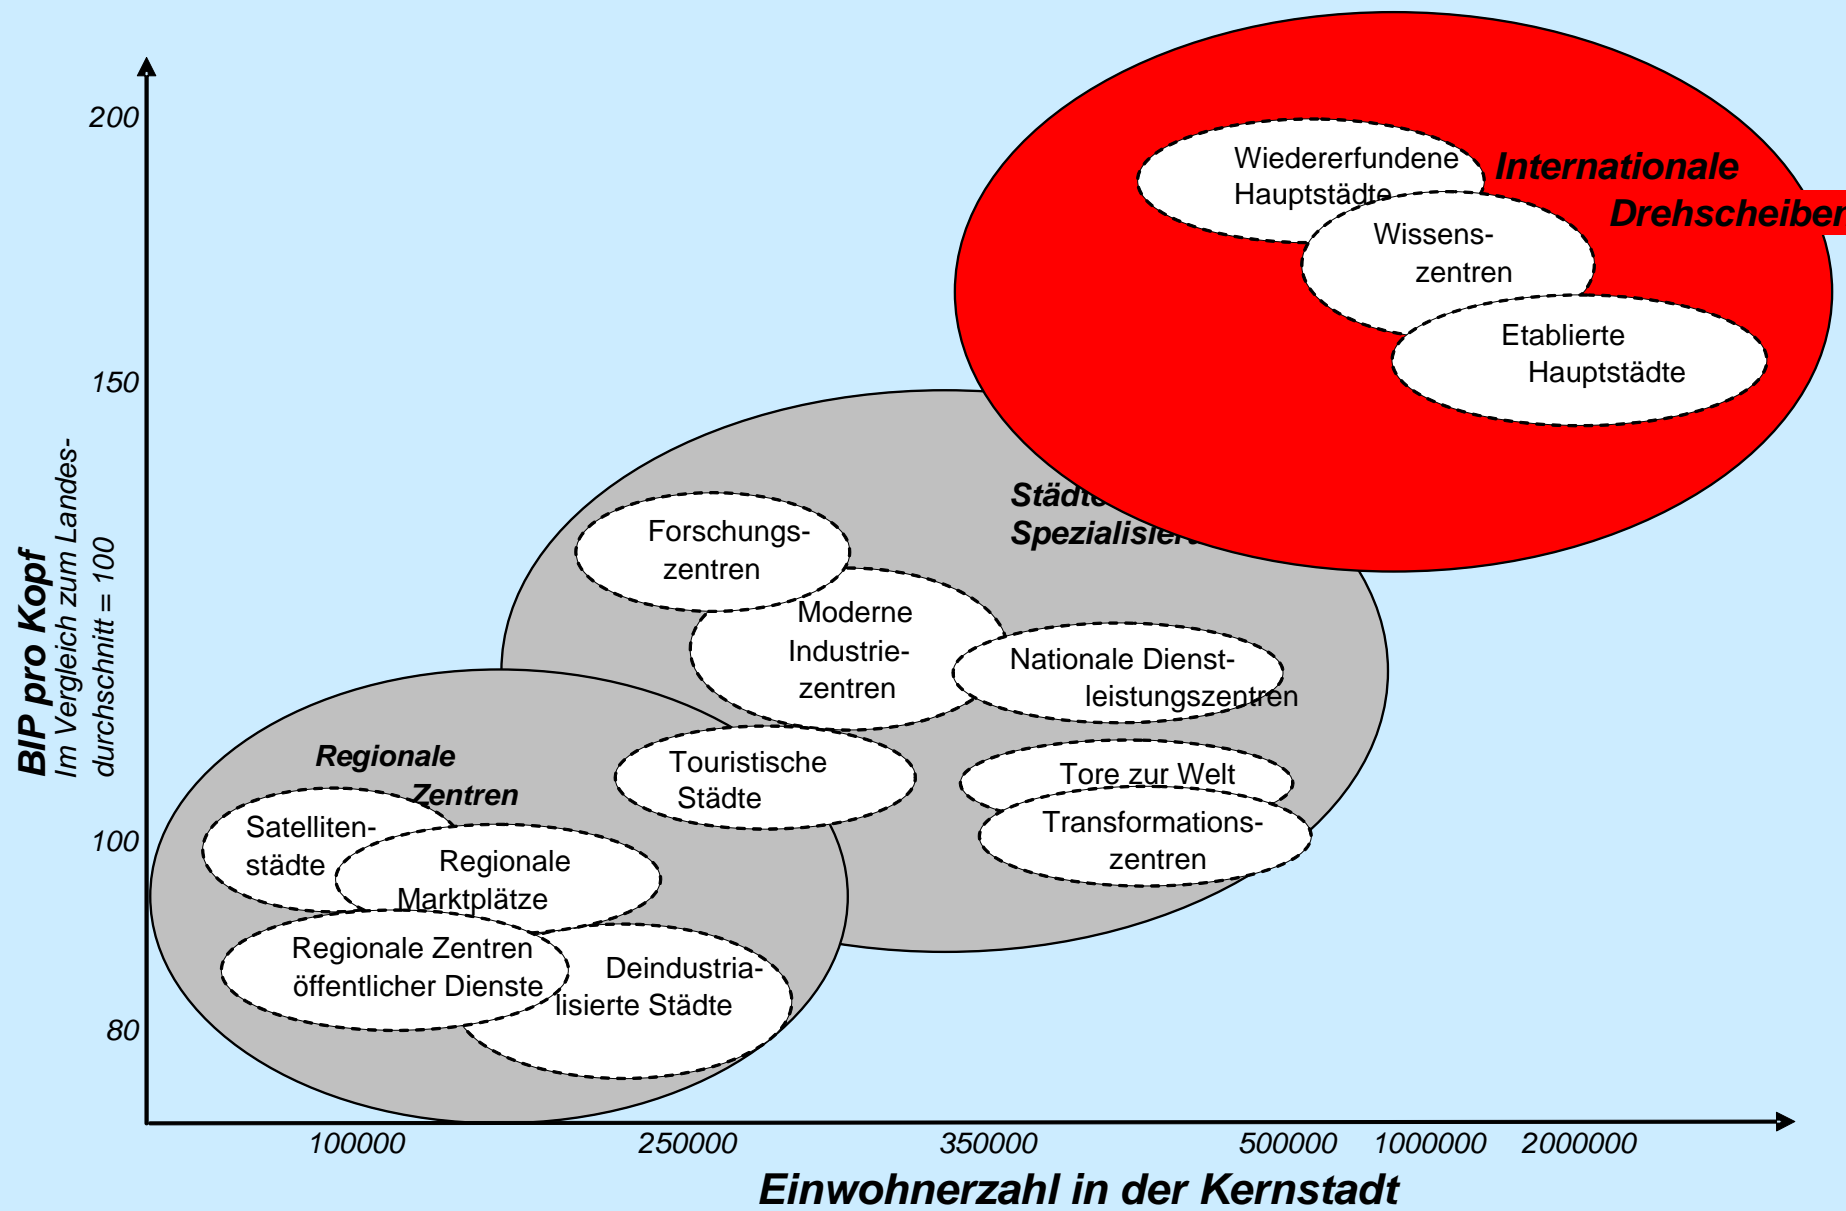 200
150
100
80
BIP pro Kopf
Im Vergleich zum Landes-
durchschnitt = 100
Wiedererfundene
Hauptstädte
Internationale
Drehscheiben
Wissens-
zentren
Etablierte
Hauptstädte
Forschungs-
zentren
Moderne
Industrie-
zentren
Nationale Dienst-
leistungszentren
Touristische
Städte
Tore zur Welt
Transformations-
zentren
Regionale
Zentren
Satelliten-
städte
Regionale
Marktplätze
Regionale Zentren
öffentlicher Dienste
Deindustria-
lisierte Städte
100000 250000 350000 500000 1000000 2000000
Einwohnerzahl in der Kernstadt